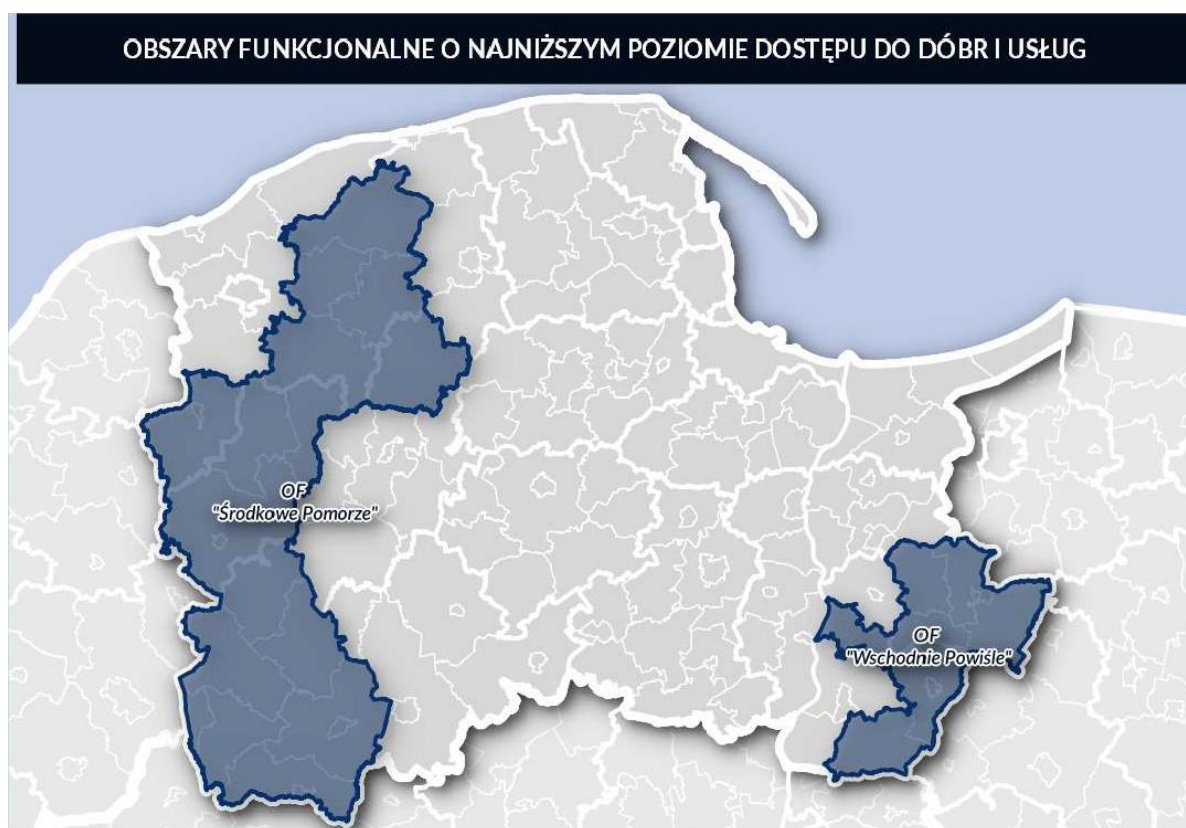 OBSZARY FUNKCJONALNE O NAJNIŻSZYM POZIOMIE DOSTĘPU DO DÓBR I USŁUG
OF
"Środkowe Pomorze"
OF
"Wschodnie Powiśle"